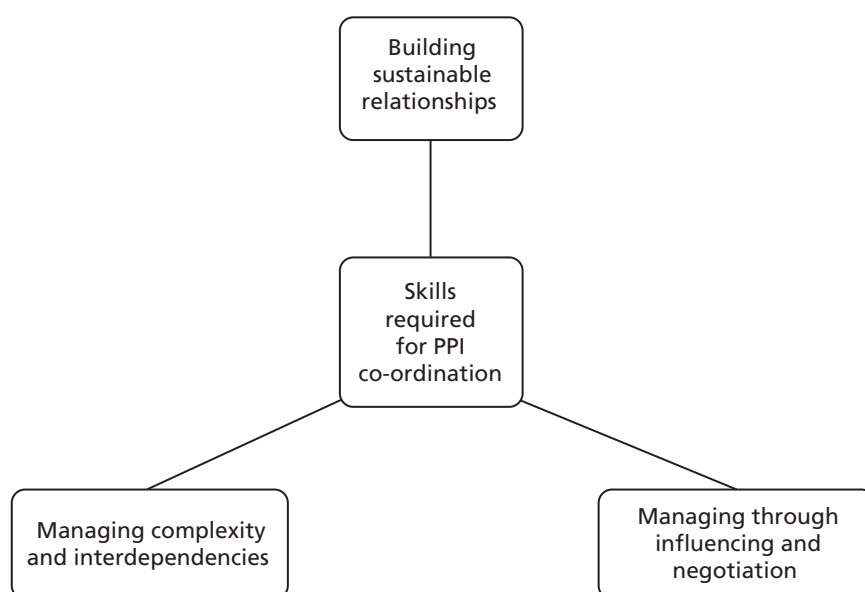 Building
sustainable
relationships
Skills
required
for PPI
co-ordination
Managing complexity
and interdependencies
Managing through
influencing and
negotiation